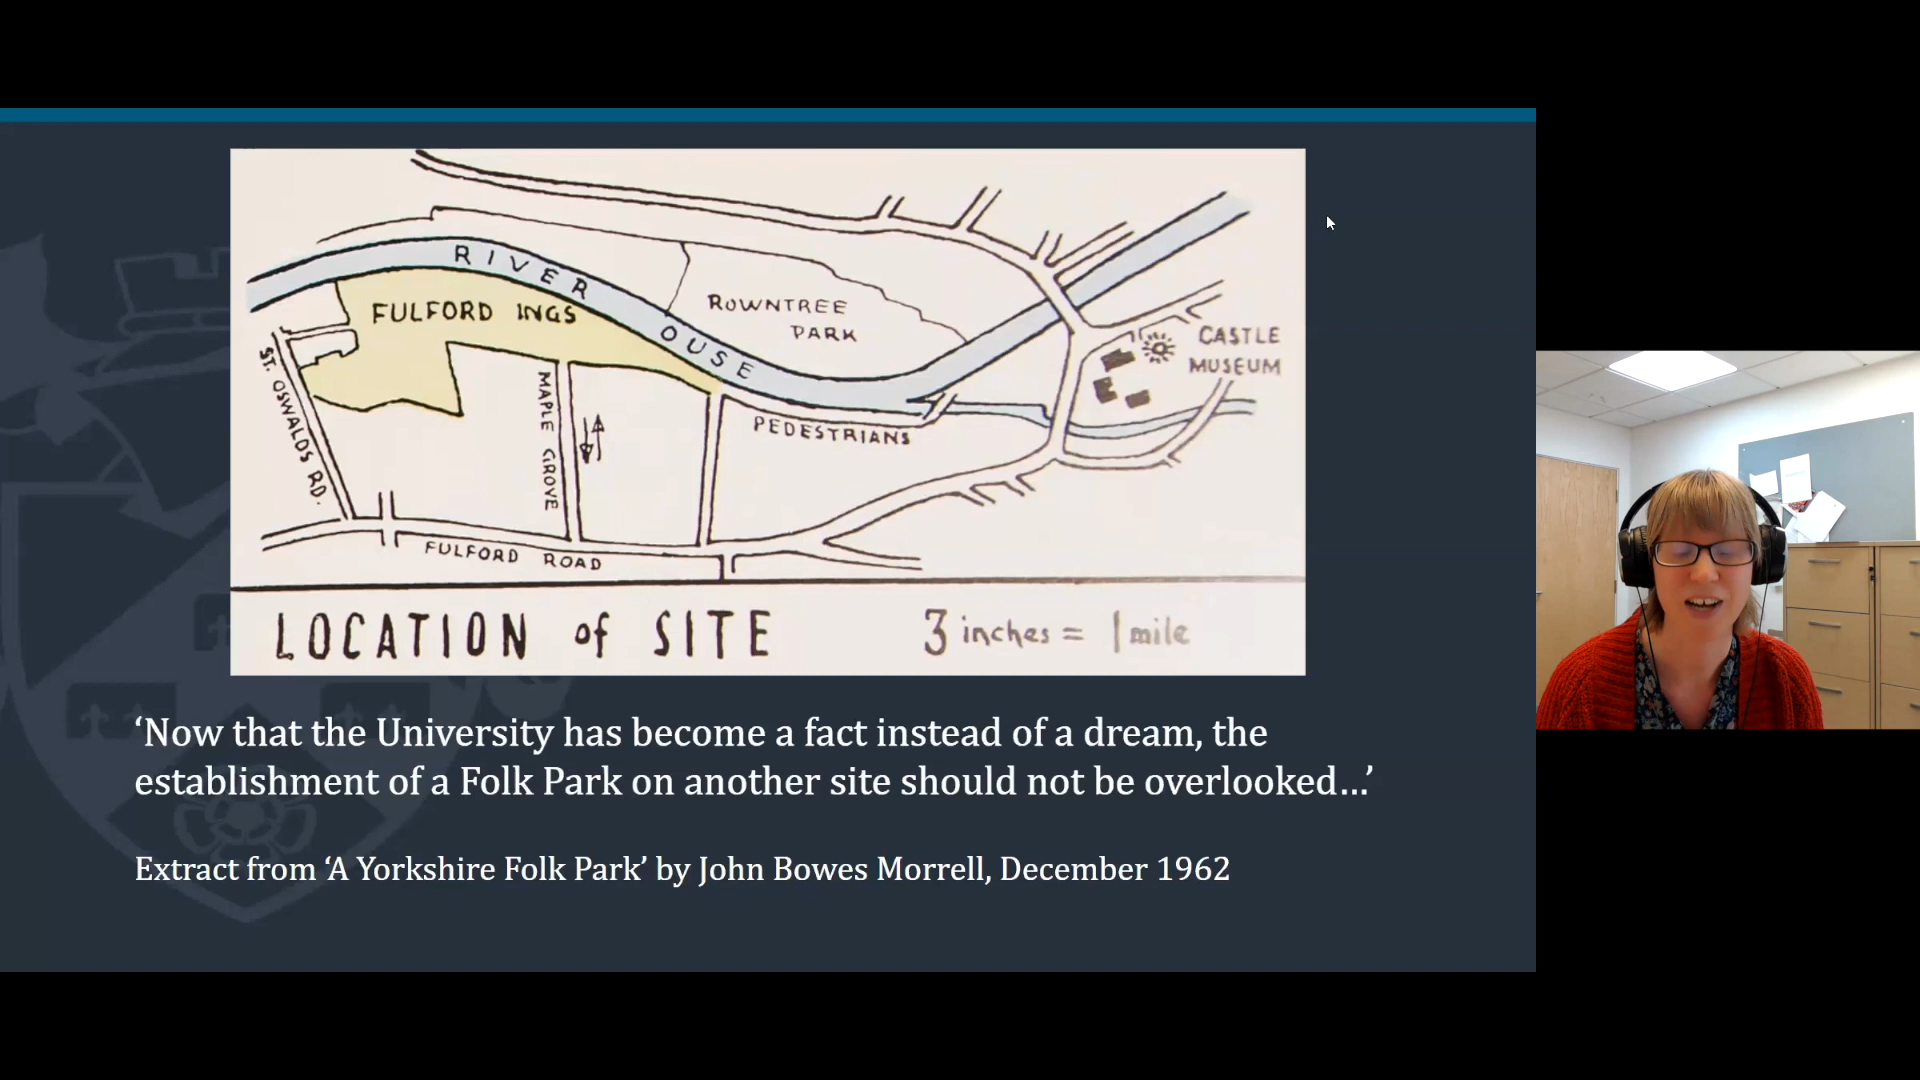 RIVER
OUSE
FULFORD INGS
ROWNTREE
PARK
CASTLE
MUSEUM
ST. OSWALDS RD.
MAPLE GROVE
PEDESTRIANS
FULFORD ROAD
LOCATION of SITE
3 inches = 1 mile
‘Now that the University has become a fact instead of a dream, the
establishment of a Folk Park on another site should not be overlooked…’
Extract from ‘A Yorkshire Folk Park’ by John Bowes Morrell, December 1962